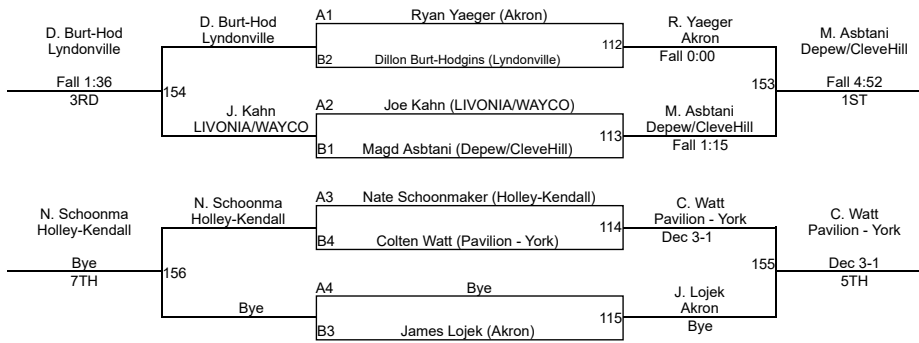 A1
Ryan Yaeger (Akron)
D. Burt-Hod
Lyndonville
R. Yaeger
Akron
D. Burt-Hod
Lyndonville
M. Asbtani
Depew/CleveHill
112
B2
Dillon Burt-Hodgins (Lyndonville)
Fall 0:00
Fall 1:36
154
153
Fall 4:52
3RD
1ST
A2
Joe Kahn (LIVONIA/WAYCO)
J. Kahn
LIVONIA/WAYCO
M. Asbtani
Depew/CleveHill
113
B1
Magd Asbtani (Depew/CleveHill)
Fall 1:15
A3
Nate Schoonmaker (Holley-Kendall)
N. Schoonma
Holley-Kendall
C. Watt
Pavilion - York
N. Schoonma
Holley-Kendall
C. Watt
Pavilion - York
114
B4
Colten Watt (Pavilion - York)
Dec 3-1
Bye
156
155
Dec 3-1
7TH
5TH
A4
Bye
Bye
J. Lojek
Akron
115
B3
James Lojek (Akron)
Bye